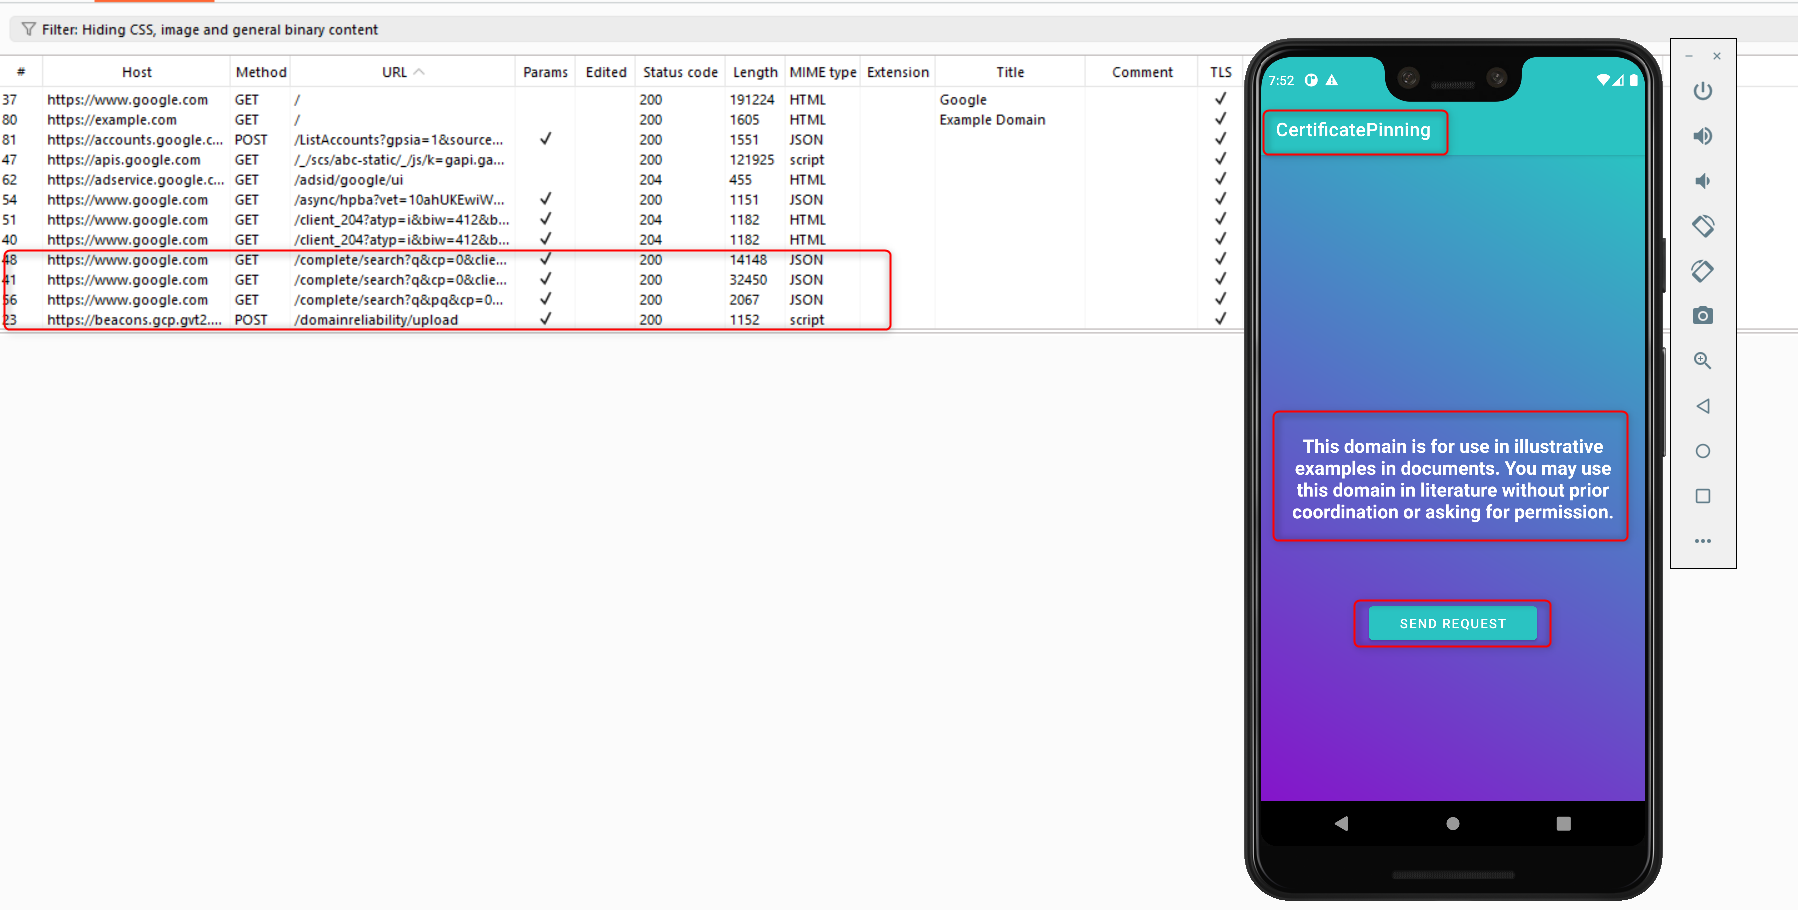 Filter: Hiding CSS, image and general binary content
# Host Method URL Params Edited Status code Length MIME type Extension Title Comment TLS
37 https://www.google.com GET / 200 191224 HTML Google ✓
80 https://example.com GET / 200 1605 HTML Example Domain ✓
81 https://accounts.google.c... POST /ListAccounts?gpsia=1&source... ✓ 200 1551 JSON ✓
47 https://apis.google.com GET /_/scs/abc-static/_/js/k=gapi.ga... 200 121925 script ✓
62 https://adservice.google.c... GET /adsid/google/ui 204 455 HTML ✓
54 https://www.google.com GET /async/hpba?vet=10ahUKEwiW... ✓ 200 1151 JSON ✓
51 https://www.google.com GET /client_204?atyp=i&biw=412&b... ✓ 204 1182 HTML ✓
40 https://www.google.com GET /client_204?atyp=i&biw=412&b... ✓ 204 1182 HTML ✓
48 https://www.google.com GET /complete/search?q&cp=0&clie... ✓ 200 14148 JSON ✓
41 https://www.google.com GET /complete/search?q&cp=0&clie... ✓ 200 32450 JSON ✓
56 https://www.google.com GET /complete/search?q&pq&cp=0... ✓ 200 2067 JSON ✓
23 https://beacons.gcp.gvt2.... POST /domainreliability/upload ✓ 200 1152 script ✓
7:52
CertificatePinning
This domain is for use in illustrative
examples in documents. You may use
this domain in literature without prior
coordination or asking for permission.
SEND REQUEST